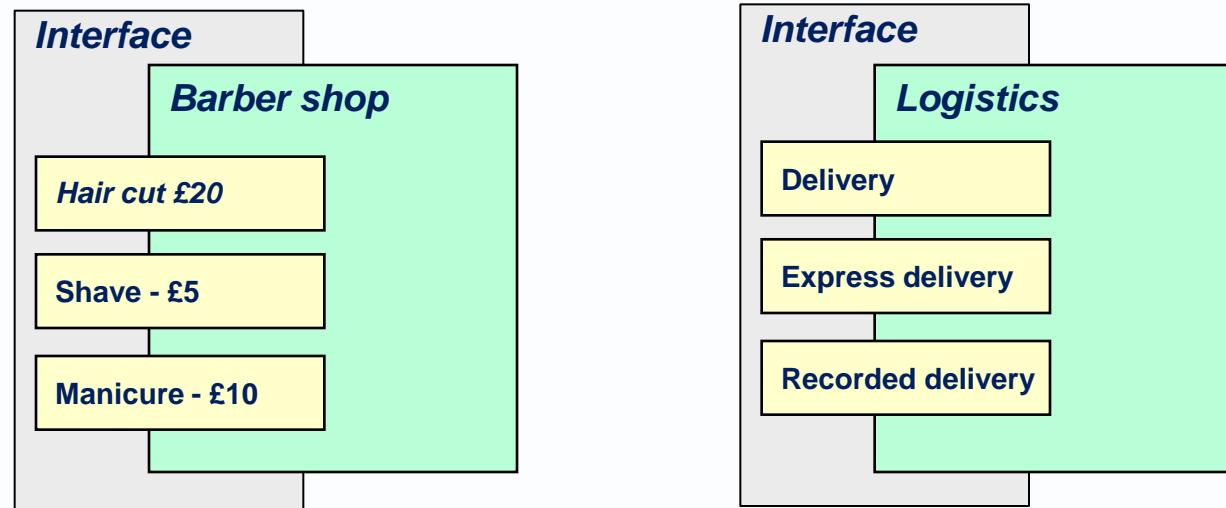 Interface
Barber shop
Hair cut £20
Shave - £5
Manicure - £10
Interface
Logistics
Delivery
Express delivery
Recorded delivery